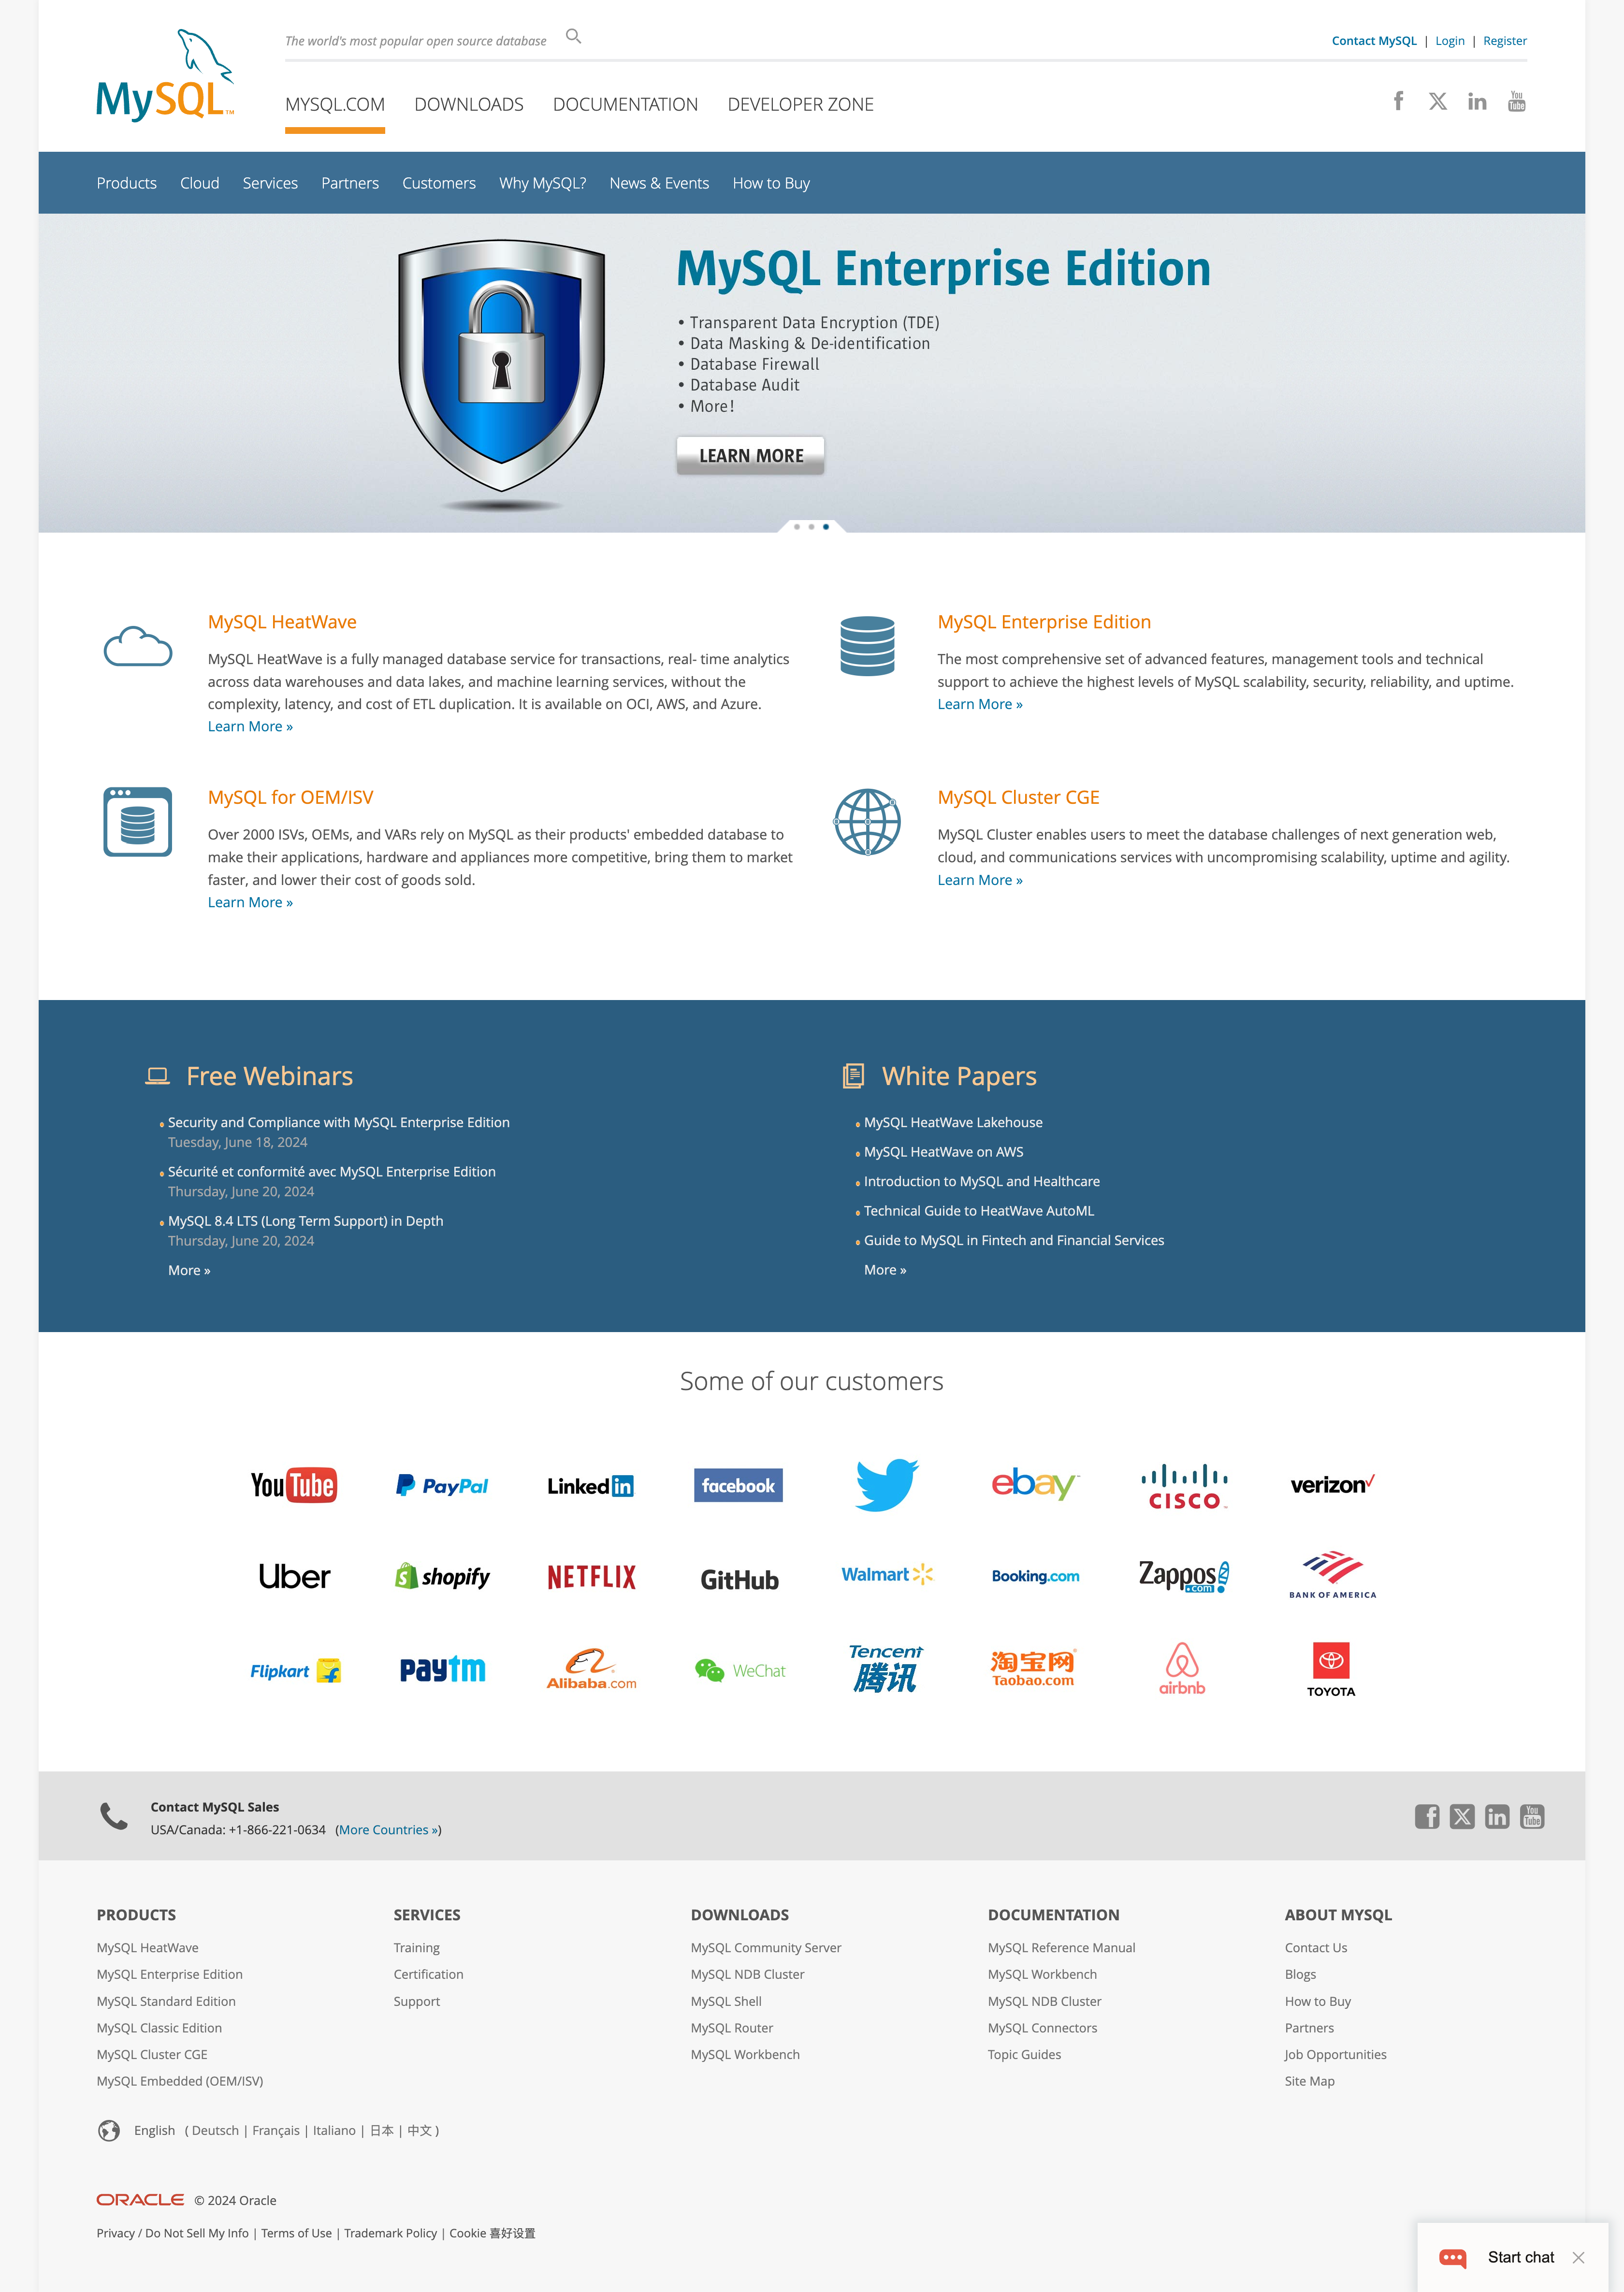 MySQL™
The world's most popular open source database
Contact MySQL | Login | Register
MYSQL.COM DOWNLOADS DOCUMENTATION DEVELOPER ZONE
f X in You Tube
Products Cloud Services Partners Customers Why MySQL? News & Events How to Buy
MySQL Enterprise Edition
• Transparent Data Encryption (TDE)
• Data Masking & De-identification
• Database Firewall
• Database Audit
• More!
LEARN MORE
MySQL HeatWave
MySQL HeatWave is a fully managed database service for transactions, real- time analytics
across data warehouses and data lakes, and machine learning services, without the
complexity, latency, and cost of ETL duplication. It is available on OCI, AWS, and Azure.
Learn More »
MySQL Enterprise Edition
The most comprehensive set of advanced features, management tools and technical
support to achieve the highest levels of MySQL scalability, security, reliability, and uptime.
Learn More »
MySQL for OEM/ISV
Over 2000 ISVs, OEMs, and VARs rely on MySQL as their products' embedded database to
make their applications, hardware and appliances more competitive, bring them to market
faster, and lower their cost of goods sold.
Learn More »
MySQL Cluster CGE
MySQL Cluster enables users to meet the database challenges of next generation web,
cloud, and communications services with uncompromising scalability, uptime and agility.
Learn More »
Free Webinars
Security and Compliance with MySQL Enterprise Edition
Tuesday, June 18, 2024
Sécurité et conformité avec MySQL Enterprise Edition
Thursday, June 20, 2024
MySQL 8.4 LTS (Long Term Support) in Depth
Thursday, June 20, 2024
More »
White Papers
MySQL HeatWave Lakehouse
MySQL HeatWave on AWS
Introduction to MySQL and Healthcare
Technical Guide to HeatWave AutoML
Guide to MySQL in Fintech and Financial Services
More »
Some of our customers
YouTube PayPal Linkedin facebook ebay™ CISCO verizon
Uber shopify NETFLIX GitHub Walmart Booking.com Zappos.com BANK OF AMERICA
Flipkart paytm Alibaba.com WeChat Tencent 腾讯 淘宝网 Taobao.com airbnb TOYOTA
Contact MySQL Sales
USA/Canada: +1-866-221-0634 (More Countries »)
f X in You Tube
PRODUCTS
MySQL HeatWave
MySQL Enterprise Edition
MySQL Standard Edition
MySQL Classic Edition
MySQL Cluster CGE
MySQL Embedded (OEM/ISV)
SERVICES
Training
Certification
Support
DOWNLOADS
MySQL Community Server
MySQL NDB Cluster
MySQL Shell
MySQL Router
MySQL Workbench
DOCUMENTATION
MySQL Reference Manual
MySQL Workbench
MySQL NDB Cluster
MySQL Connectors
Topic Guides
ABOUT MYSQL
Contact Us
Blogs
How to Buy
Partners
Job Opportunities
Site Map
English ( Deutsch | Français | Italiano | 日本 | 中文 )
ORACLE © 2024 Oracle
Privacy / Do Not Sell My Info | Terms of Use | Trademark Policy | Cookie 喜好设置
Start chat